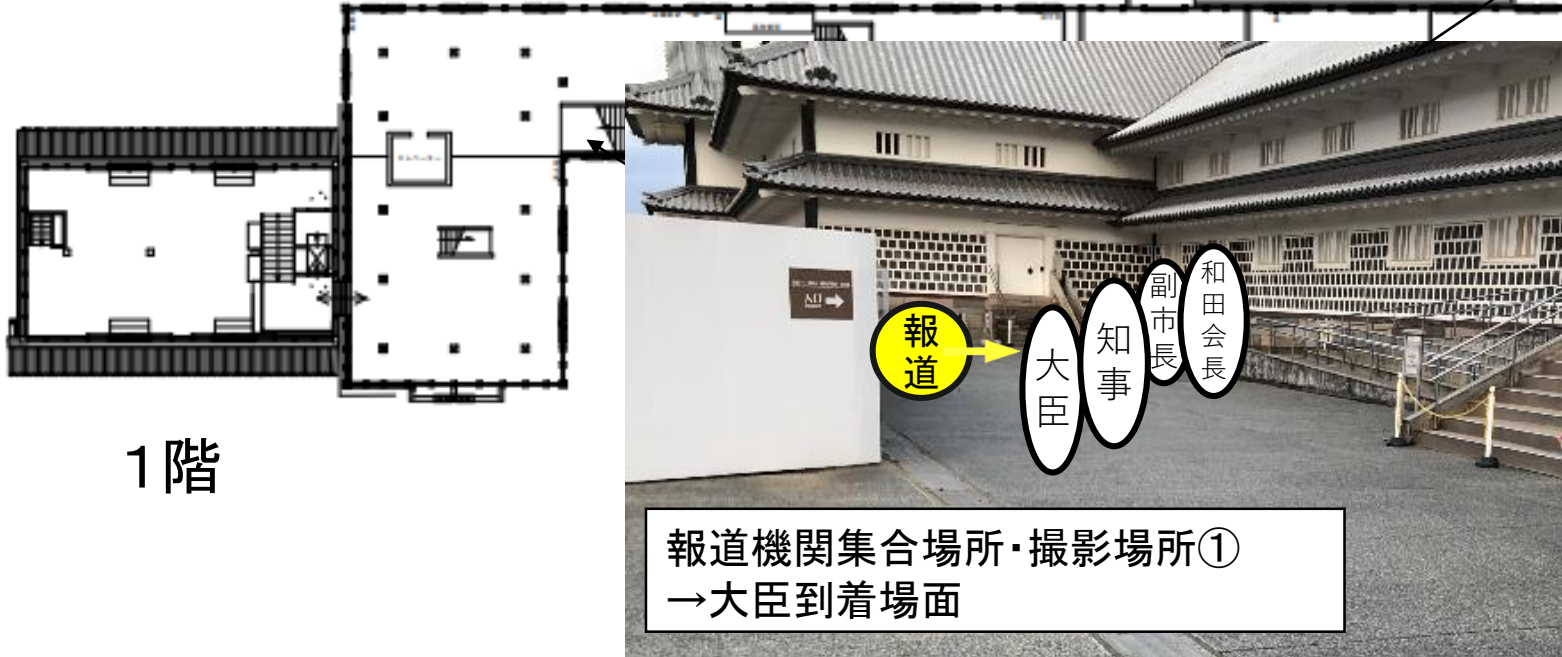 入口
報道
大臣
知事
副市長
和田会長
1階
報道機関集合場所・撮影場所①
→大臣到着場面